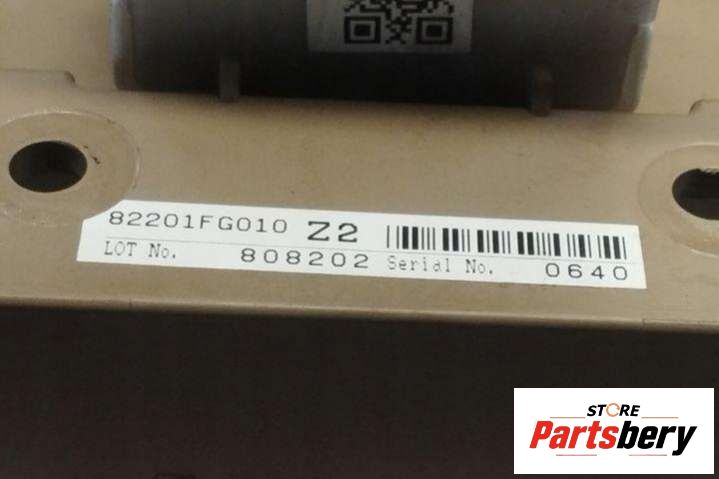 82201FG010 Z2
LOT No. 808202 Serial No. 0640
STORE
Partsbery